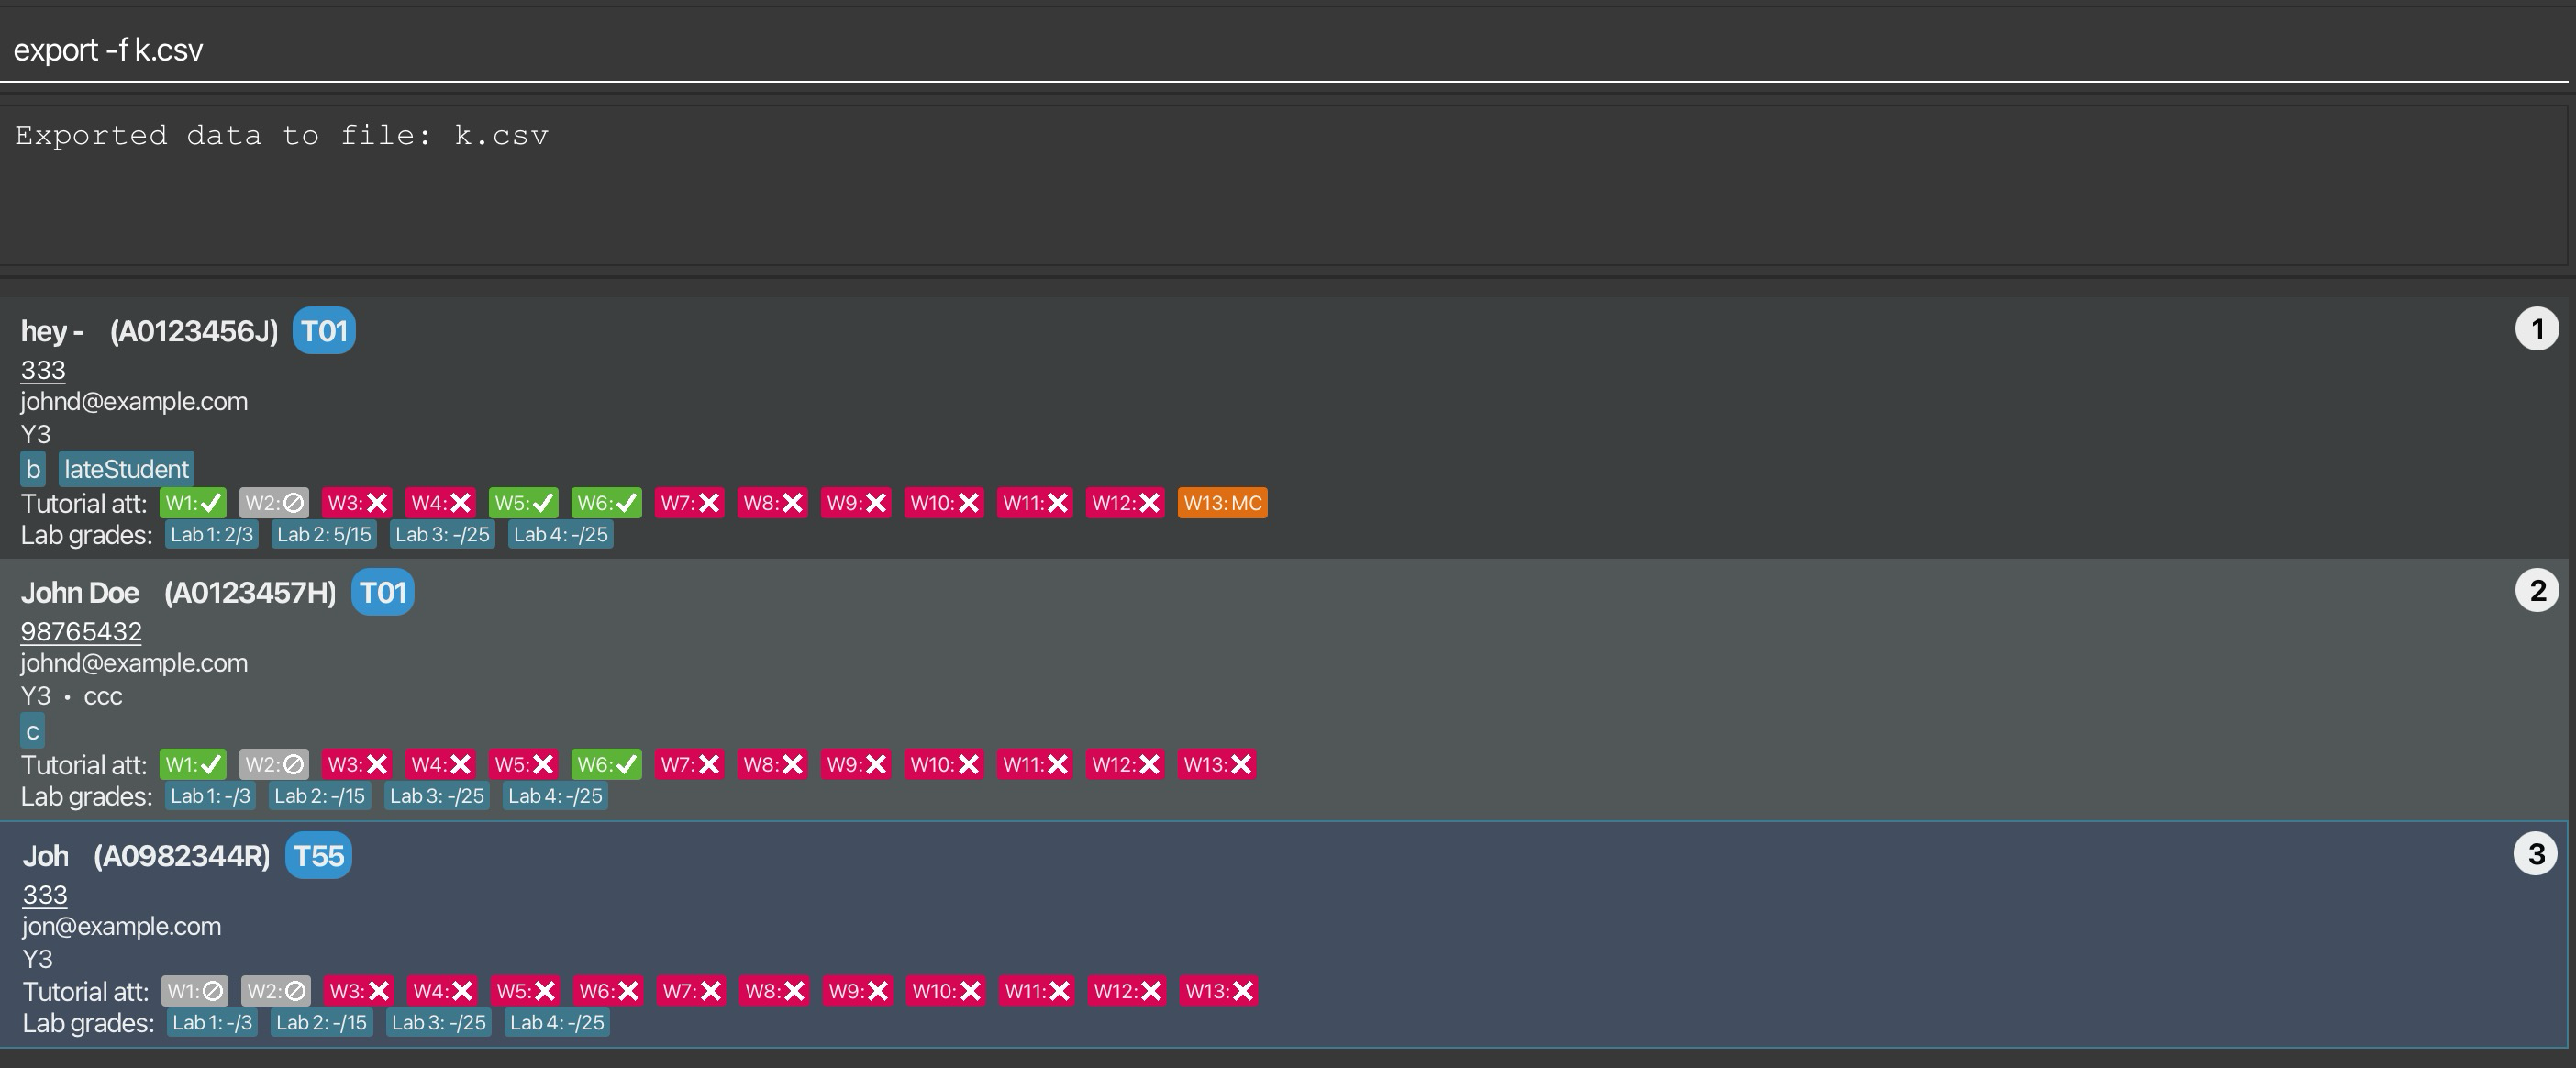 export -f k.csv
Exported data to file: k.csv
hey - (A0123456J) T01 1
333
johnd@example.com
Y3
b lateStudent
Tutorial att: W1: W2: W3: W4: W5: W6: W7: W8: W9: W10: W11: W12: W13: MC
Lab grades: Lab 1: 2/3 Lab 2: 5/15 Lab 3: -/25 Lab 4: -/25
John Doe (A0123457H) T01 2
98765432
johnd@example.com
Y3 • ccc
c
Tutorial att: W1: W2: W3: W4: W5: W6: W7: W8: W9: W10: W11: W12: W13:
Lab grades: Lab 1: -/3 Lab 2: -/15 Lab 3: -/25 Lab 4: -/25
Joh (A0982344R) T55 3
333
jon@example.com
Y3
Tutorial att: W1: W2: W3: W4: W5: W6: W7: W8: W9: W10: W11: W12: W13:
Lab grades: Lab 1: -/3 Lab 2: -/15 Lab 3: -/25 Lab 4: -/25